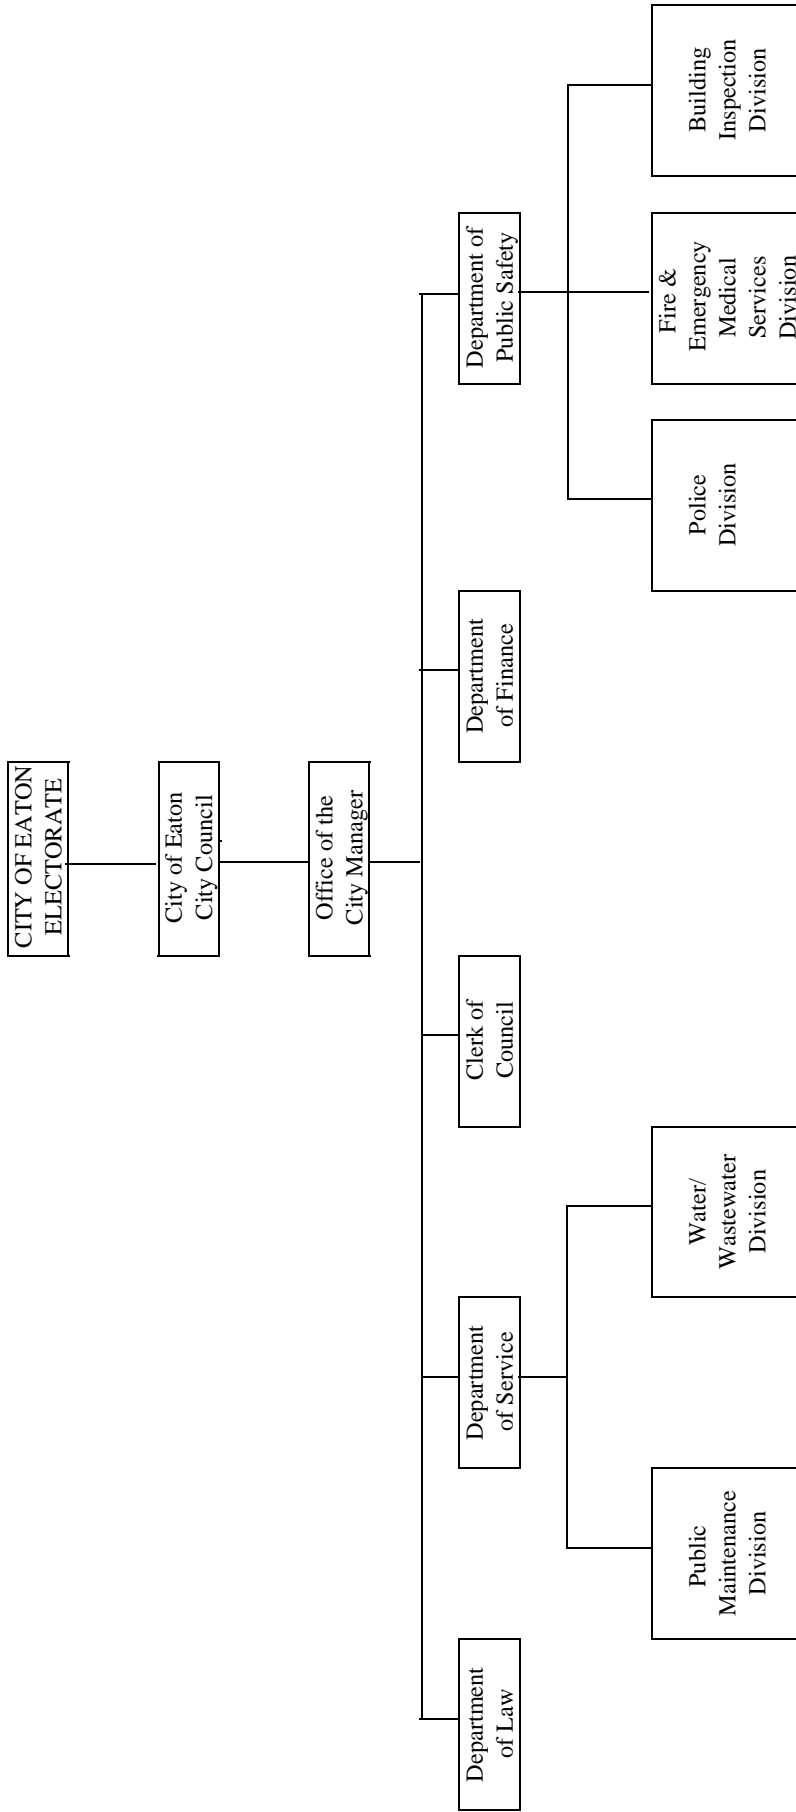 CITY OF EATON
ELECTORATE
City of Eaton
City Council
Office of the
City Manager
Department
of Law
Department
of Service
Clerk of
Council
Department
of Finance
Department of
Public Safety
Public
Maintenance
Division
Water/
Wastewater
Division
Police
Division
Fire &
Emergency
Medical
Services
Division
Building
Inspection
Division